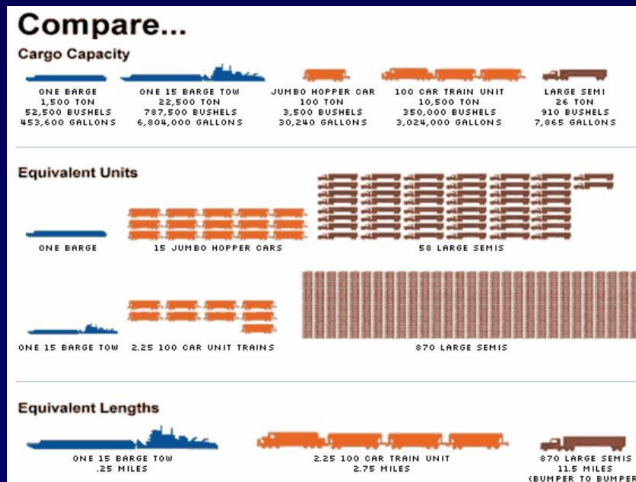 Compare...
Cargo Capacity
ONE BARGE
1,500 TON
52,500 BUSHELS
453,600 GALLONS
ONE 15 BARGE TOW
22,500 TON
787,500 BUSHELS
6,804,000 GALLONS
JUMBO HOPPER CAR
100 TON
3,500 BUSHELS
30,240 GALLONS
100 CAR TRAIN UNIT
10,500 TON
350,000 BUSHELS
3,024,000 GALLONS
LARGE SEMI
26 TON
910 BUSHELS
7,865 GALLONS
Equivalent Units
ONE BARGE
15 JUMBO HOPPER CARS
58 LARGE SEMIS
ONE 15 BARGE TOW
2.25 100 CAR UNIT TRAINS
870 LARGE SEMIS
Equivalent Lengths
ONE 15 BARGE TOW
.25 MILES
2.25 100 CAR TRAIN UNIT
2.75 MILES
870 LARGE SEMIS
11.5 MILES
(BUMPER TO BUMPER